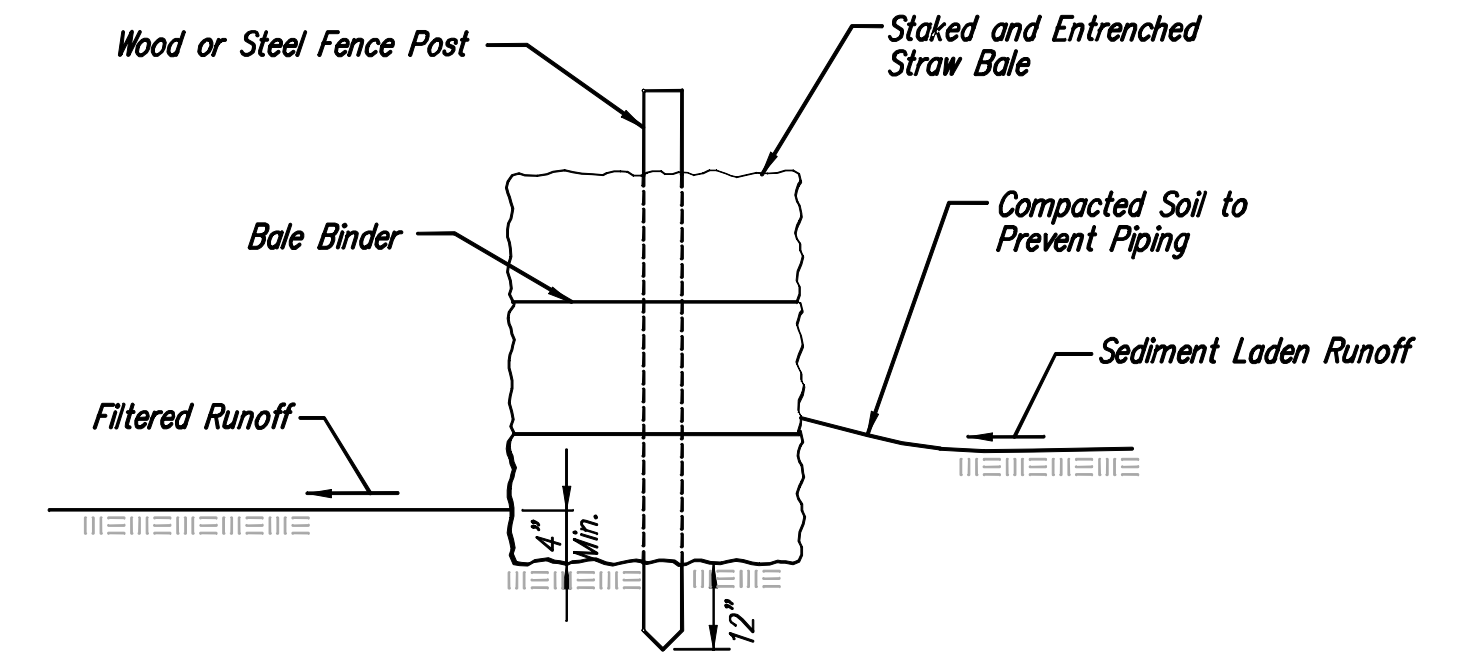 Wood or Steel Fence Post
Staked and Entrenched
Straw Bale
Bale Binder
Compacted Soil to
Prevent Piping
Sediment Laden Runoff
Filtered Runoff
4"
Min.
12"